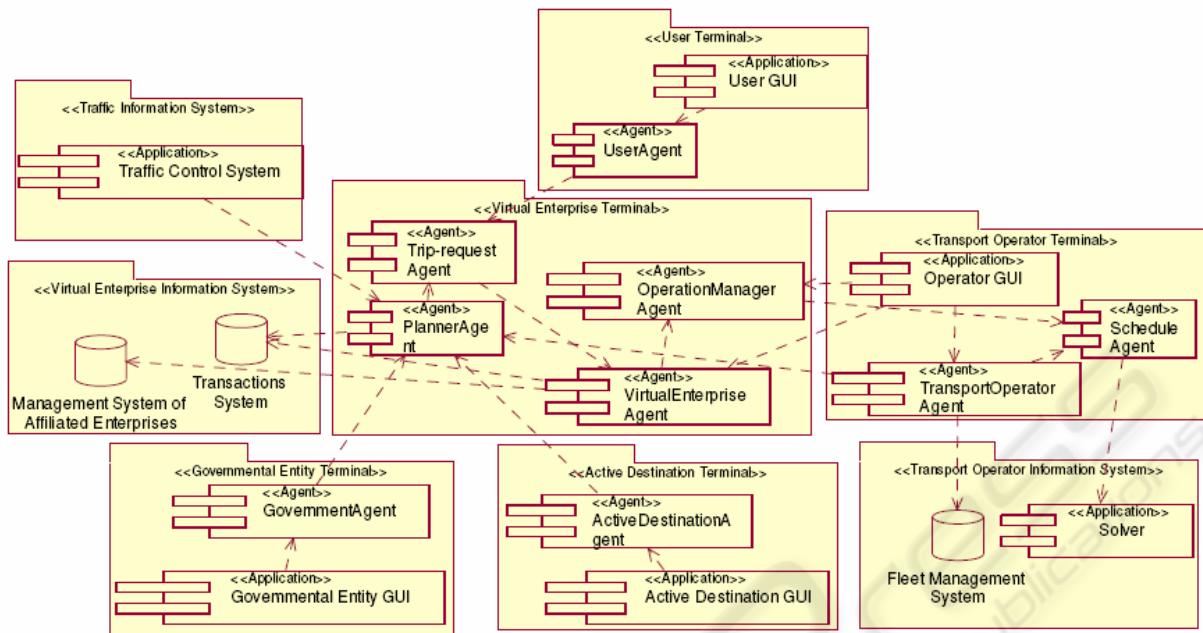 <<User Terminal>>
<<Application>>
User GUI
<<Agent>>
UserAgent
<<Traffic Information System>>
<<Application>>
Traffic Control System
<<Virtual Enterprise Terminal>>
<<Agent>>
Trip-request
Agent
<<Agent>>
OperationManager
Agent
<<Agent>>
PlannerAge
nt
<<Agent>>
VirtualEnterprise
Agent
<<Transport Operator Terminal>>
<<Application>>
Operator GUI
<<Agent>>
Schedule
Agent
<<Agent>>
TransportOperator
Agent
<<Virtual Enterprise Information System>>
Transactions
System
Management System of
Affiliated Enterprises
<<Governmental Entity Terminal>>
<<Agent>>
GovernmentAgent
<<Application>>
Governmental Entity GUI
<<Active Destination Terminal>>
<<Agent>>
ActiveDestinationA
gent
<<Application>>
Active Destination GUI
<<Transport Operator Information System>>
<<Application>>
Solver
Fleet Management
System